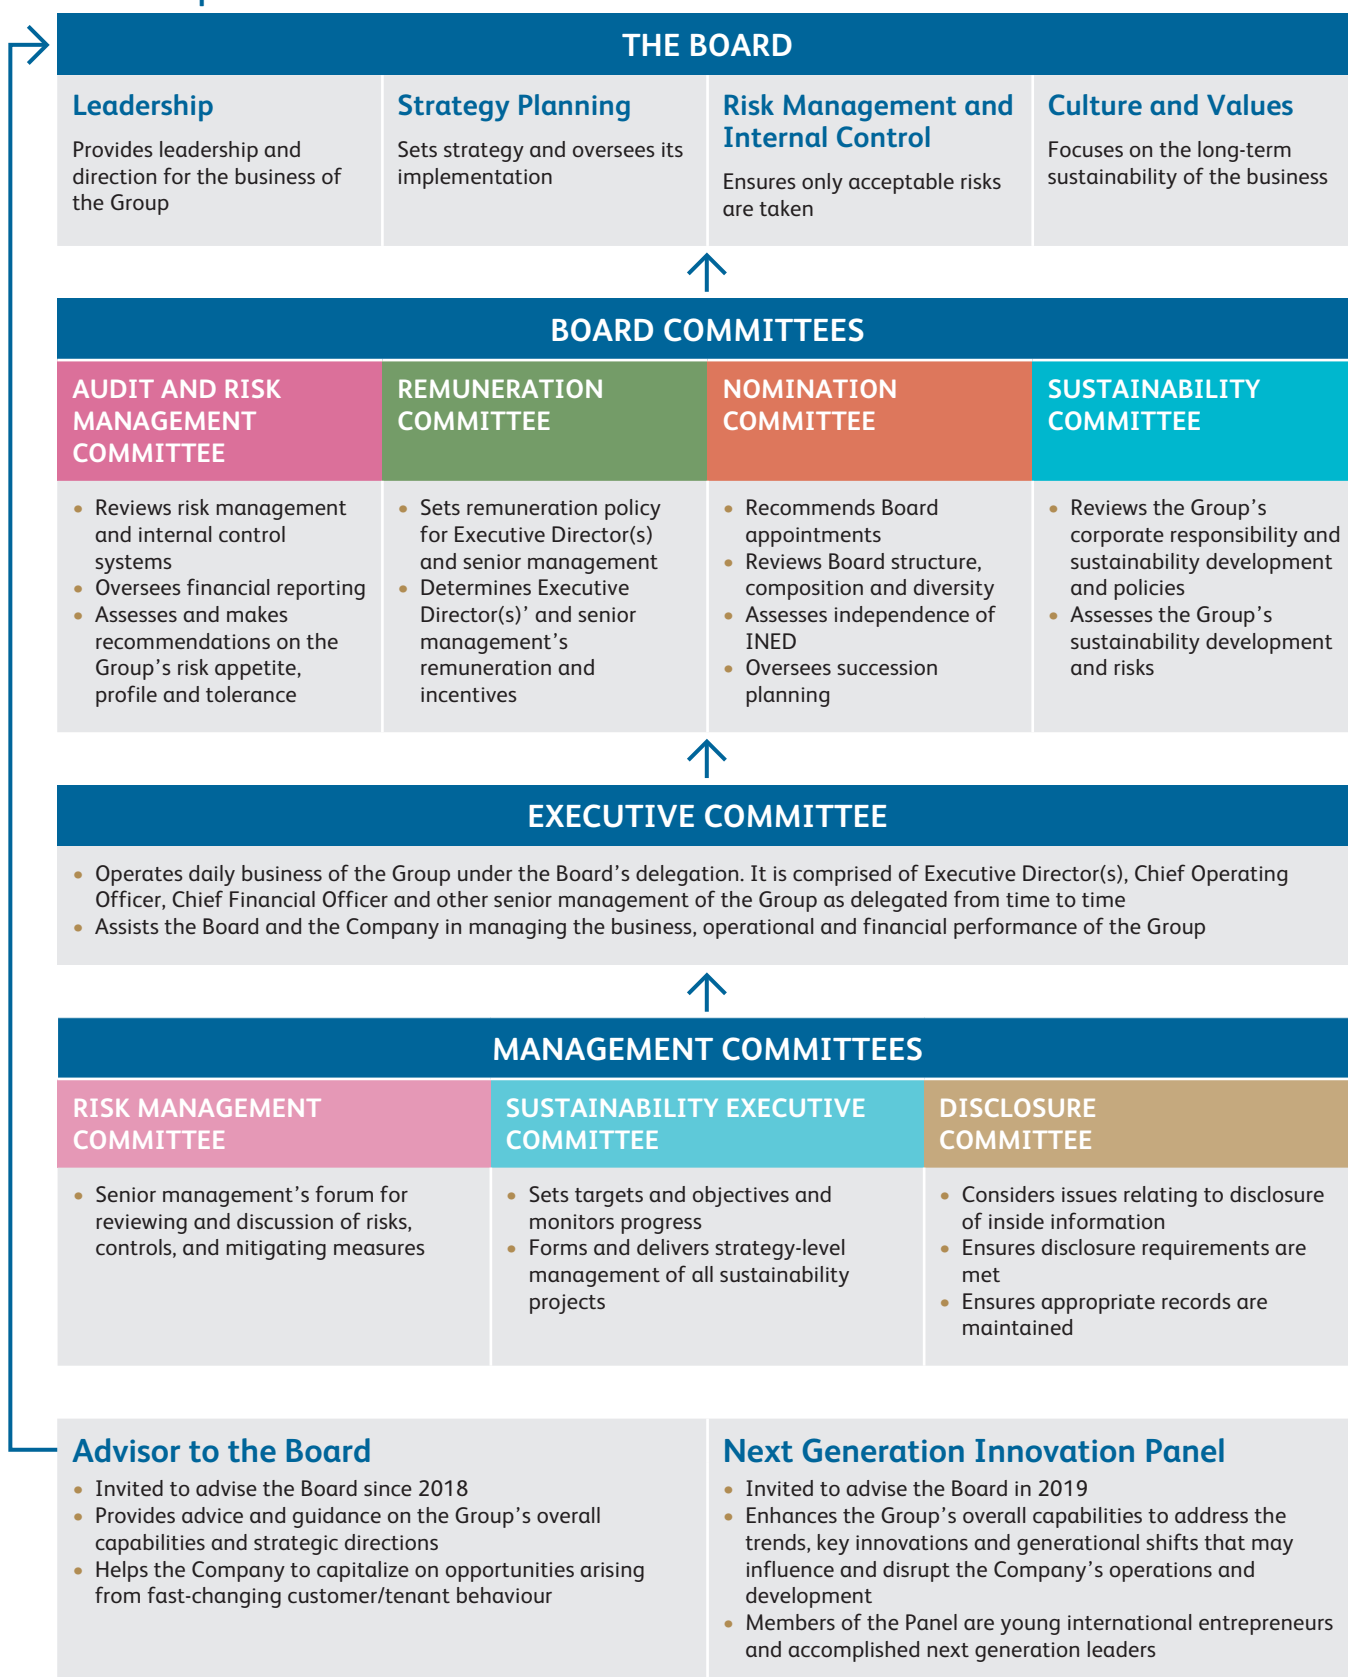 THE BOARD
Leadership
Provides leadership and
direction for the business of
the Group
Strategy Planning
Sets strategy and oversees its
implementation
Risk Management and
Internal Control
Ensures only acceptable risks
are taken
Culture and Values
Focuses on the long-term
sustainability of the business
BOARD COMMITTEES
AUDIT AND RISK
MANAGEMENT
COMMITTEE
• Reviews risk management
and internal control
systems
• Oversees financial reporting
• Assesses and makes
recommendations on the
Group’s risk appetite,
profile and tolerance
REMUNERATION
COMMITTEE
• Sets remuneration policy
for Executive Director(s)
and senior management
• Determines Executive
Director(s)’ and senior
management’s
remuneration and
incentives
NOMINATION
COMMITTEE
• Recommends Board
appointments
• Reviews Board structure,
composition and diversity
• Assesses independence of
INED
• Oversees succession
planning
SUSTAINABILITY
COMMITTEE
• Reviews the Group’s
corporate responsibility and
sustainability development
and policies
• Assesses the Group’s
sustainability development
and risks
EXECUTIVE COMMITTEE
• Operates daily business of the Group under the Board’s delegation. It is comprised of Executive Director(s), Chief Operating
Officer, Chief Financial Officer and other senior management of the Group as delegated from time to time
• Assists the Board and the Company in managing the business, operational and financial performance of the Group
MANAGEMENT COMMITTEES
RISK MANAGEMENT
COMMITTEE
• Senior management’s forum for
reviewing and discussion of risks,
controls, and mitigating measures
SUSTAINABILITY EXECUTIVE
COMMITTEE
• Sets targets and objectives and
monitors progress
• Forms and delivers strategy-level
management of all sustainability
projects
DISCLOSURE
COMMITTEE
• Considers issues relating to disclosure
of inside information
• Ensures disclosure requirements are
met
• Ensures appropriate records are
maintained
Advisor to the Board
• Invited to advise the Board since 2018
• Provides advice and guidance on the Group’s overall
capabilities and strategic directions
• Helps the Company to capitalize on opportunities arising
from fast-changing customer/tenant behaviour
Next Generation Innovation Panel
• Invited to advise the Board in 2019
• Enhances the Group’s overall capabilities to address the
trends, key innovations and generational shifts that may
influence and disrupt the Company’s operations and
development
• Members of the Panel are young international entrepreneurs
and accomplished next generation leaders